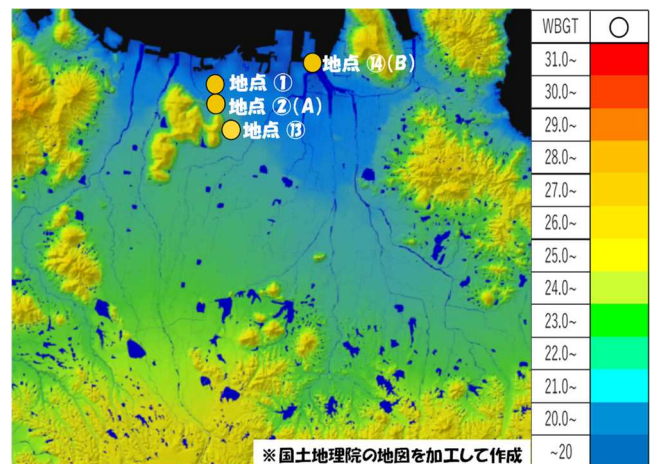 地点 ⑭(B)
地点 ①
地点 ②(A)
地点 ⑬
※国土地理院の地図を加工して作成
WBGT ○
31.0~
30.0~
29.0~
28.0~
27.0~
26.0~
25.0~
24.0~
23.0~
22.0~
21.0~
20.0~
~20